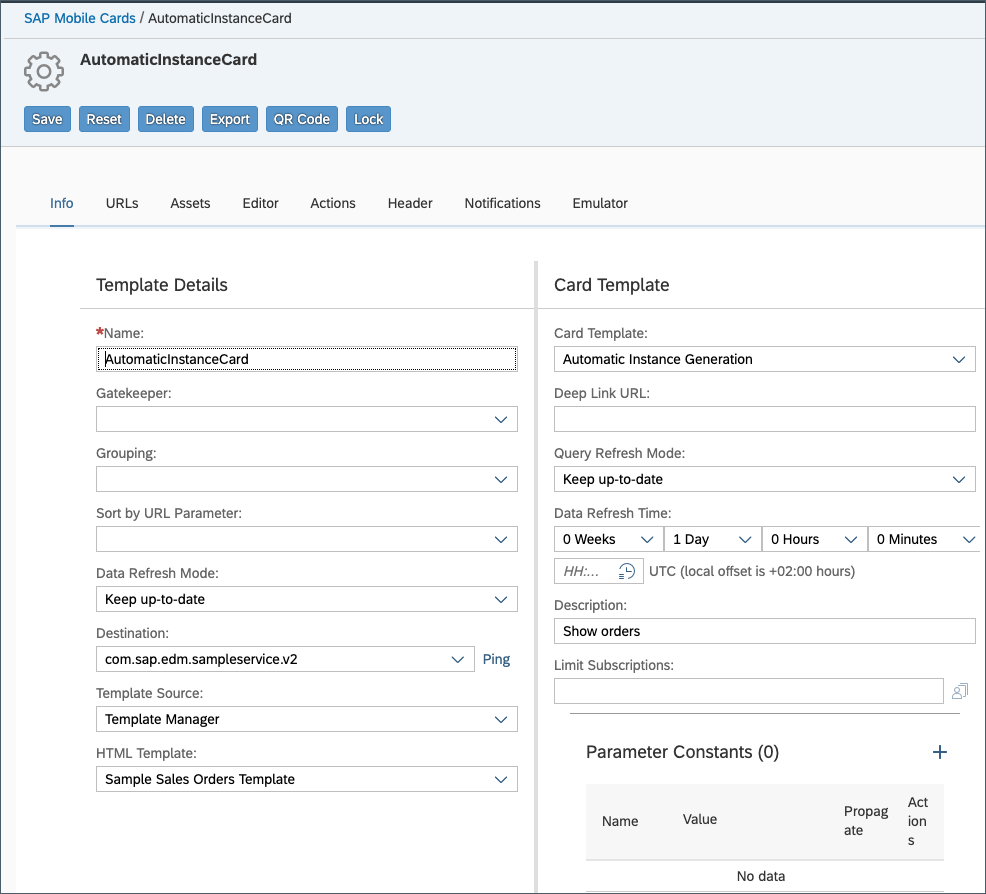 SAP Mobile Cards / AutomaticInstanceCard
AutomaticInstanceCard
Save Reset Delete Export QR Code Lock
Info URLs Assets Editor Actions Header Notifications Emulator
Template Details
*Name:
AutomaticInstanceCard
Gatekeeper:
Grouping:
Sort by URL Parameter:
Data Refresh Mode:
Keep up-to-date
Destination:
com.sap.edm.sampleservice.v2 Ping
Template Source:
Template Manager
HTML Template:
Sample Sales Orders Template
Card Template
Card Template:
Automatic Instance Generation
Deep Link URL:
Query Refresh Mode:
Keep up-to-date
Data Refresh Time:
0 Weeks 1 Day 0 Hours 0 Minutes
HH:... UTC (local offset is +02:00 hours)
Description:
Show orders
Limit Subscriptions:
Parameter Constants (0)
Name Value Propag
ate Act
ion
s
No data